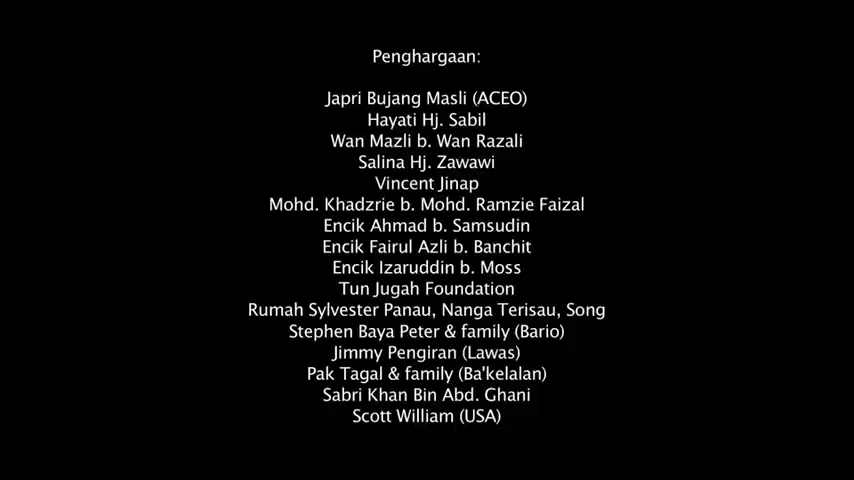 Penghargaan:
Japri Bujang Masli (ACEO)
Hayati Hj. Sabil
Wan Mazli b. Wan Razali
Salina Hj. Zawawi
Vincent Jinap
Mohd. Khadzrie b. Mohd. Ramzie Faizal
Encik Ahmad b. Samsudin
Encik Fairul Azli b. Banchit
Encik Izaruddin b. Moss
Tun Jugah Foundation
Rumah Sylvester Panau, Nanga Terisau, Song
Stephen Baya Peter & family (Bario)
Jimmy Pengiran (Lawas)
Pak Tagal & family (Ba'kelalan)
Sabri Khan Bin Abd. Ghani
Scott William (USA)